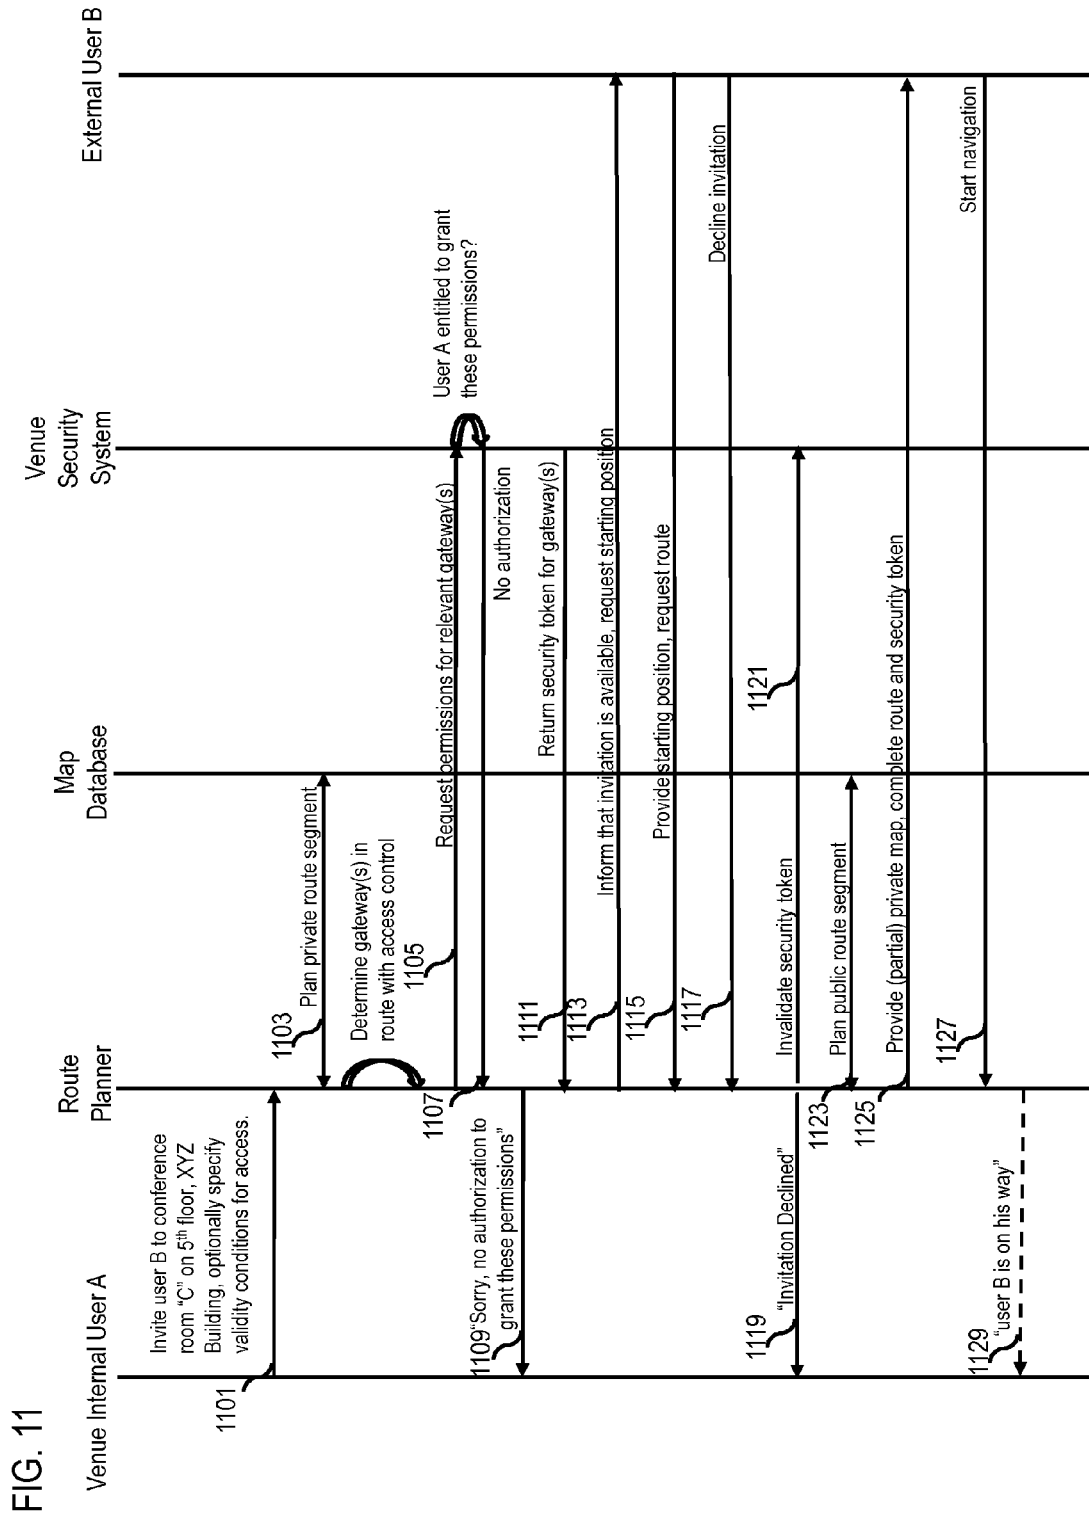 FIG. 11
Venue Internal User A
Route
Planner
Map
Database
Venue
Security
System
External User B
1101
Invite user B to conference
room “C” on 5th floor, XYZ
Building, optionally specify
validity conditions for access.
1103
Plan private route segment
Determine gateway(s) in
route with access control
1105
Request permissions for relevant gateway(s)
User A entitled to grant
these permissions?
1107
No authorization
1109 “Sorry, no authorization to
grant these permissions”
1111
Return security token for gateway(s)
1113
Inform that invitation is available, request starting position
1115
Provide starting position, request route
1117
Decline invitation
1119
“Invitation Declined”
Invalidate security token
1121
1123
Plan public route segment
1125
Provide (partial) private map, complete route and security token
1127
Start navigation
1129
“user B is on his way”